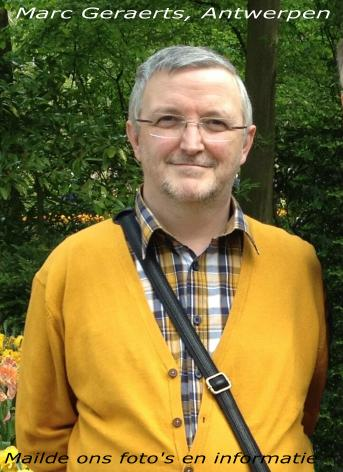 Marc Geraerts, Antwerpen
Mailde ons foto's en informatie